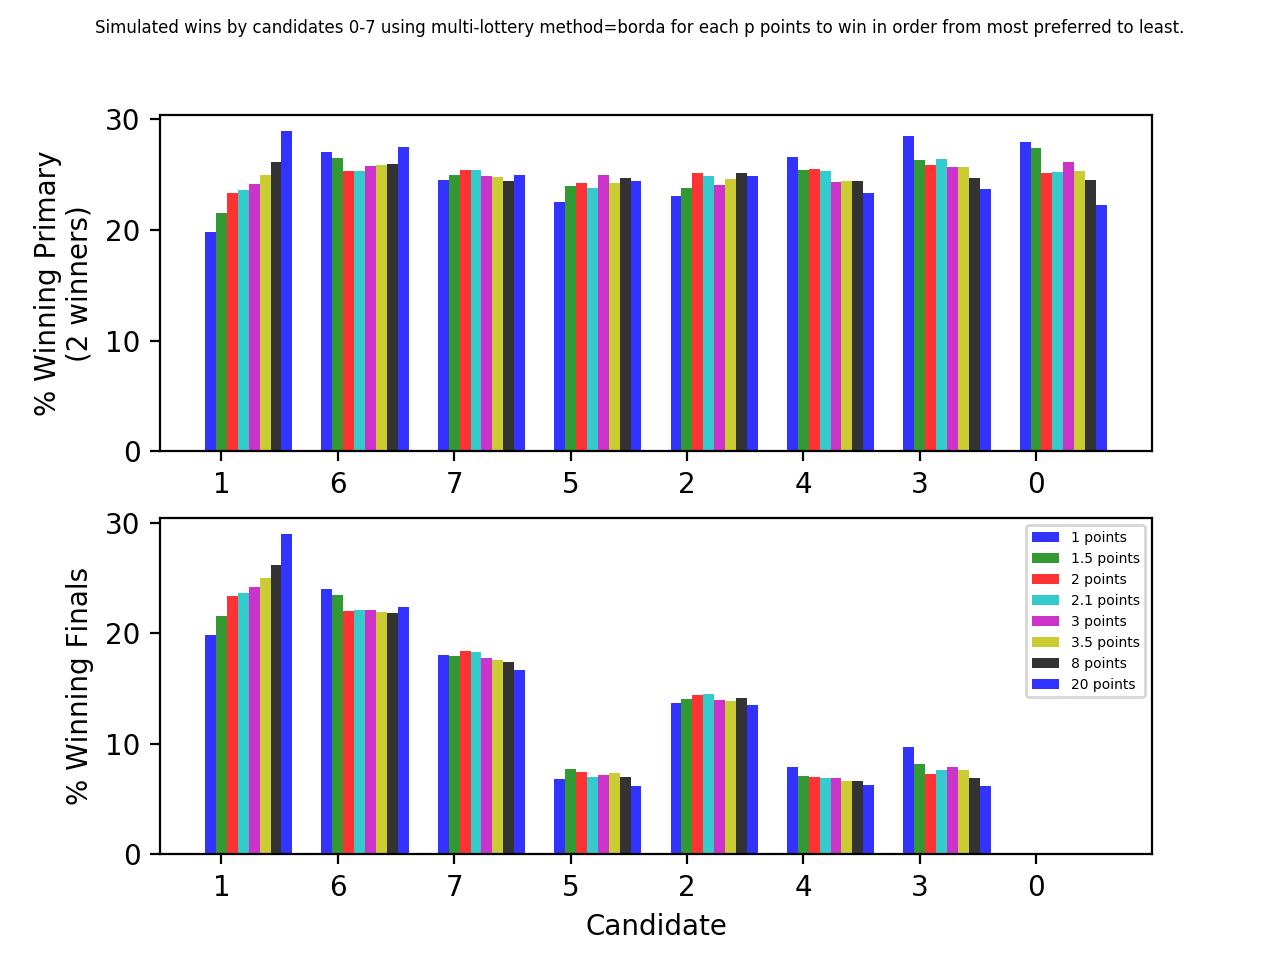 Simulated wins by candidates 0-7 using multi-lottery method=borda for each p points to win in order from most preferred to least.
% Winning Primary
(2 winners)
30
20
10
0
1 6 7 5 2 4 3 0
% Winning Finals
30
20
10
0
1 points
1.5 points
2 points
2.1 points
3 points
3.5 points
8 points
20 points
1 6 7 5 2 4 3 0
Candidate